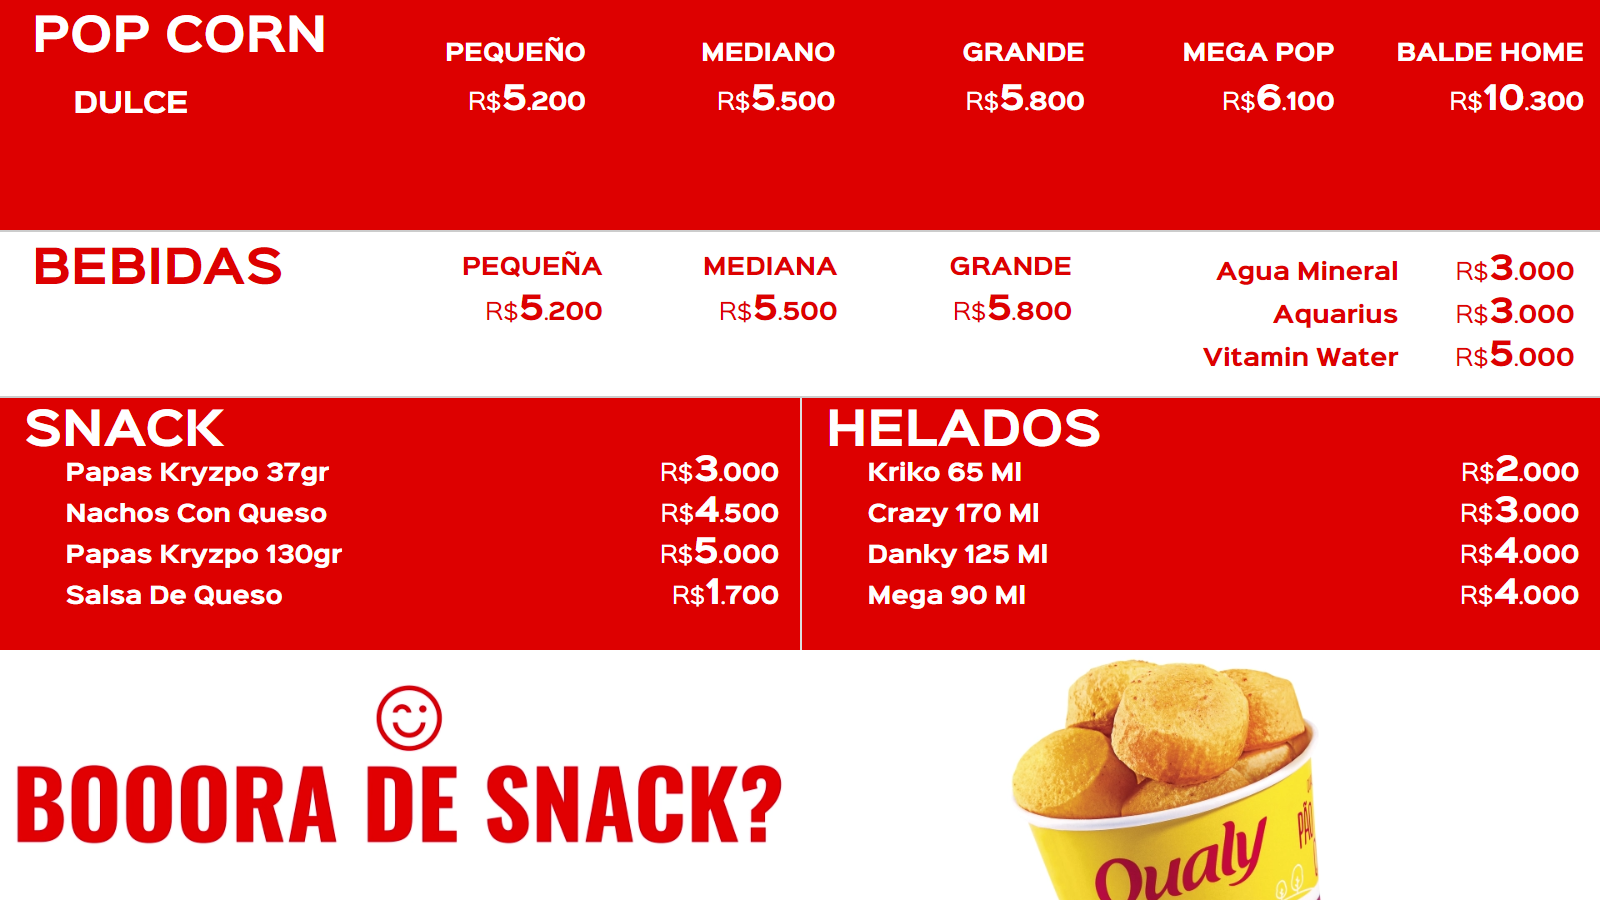 POP CORN
PEQUEÑO MEDIANO GRANDE MEGA POP BALDE HOME
DULCE R$5.200 R$5.500 R$5.800 R$6.100 R$10.300
BEBIDAS
PEQUEÑA MEDIANA GRANDE
R$5.200 R$5.500 R$5.800
Agua Mineral R$3.000
Aquarius R$3.000
Vitamin Water R$5.000
SNACK
Papas Kryzpo 37gr R$3.000
Nachos Con Queso R$4.500
Papas Kryzpo 130gr R$5.000
Salsa De Queso R$1.700
HELADOS
Kriko 65 Ml R$2.000
Crazy 170 Ml R$3.000
Danky 125 Ml R$4.000
Mega 90 Ml R$4.000
BOOORA DE SNACK?
Qualy
PÃO